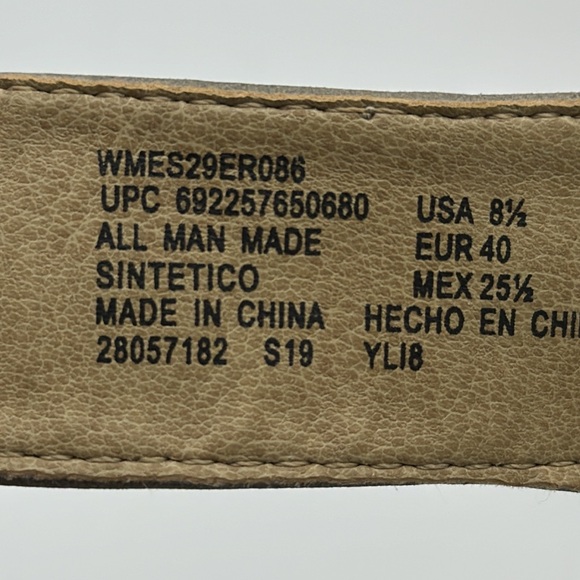 WMES29ER086
UPC 692257650680 USA 8½
ALL MAN MADE EUR 40
SINTETICO MEX 25½
MADE IN CHINA HECHO EN CHI
28057182 S19 YLI8